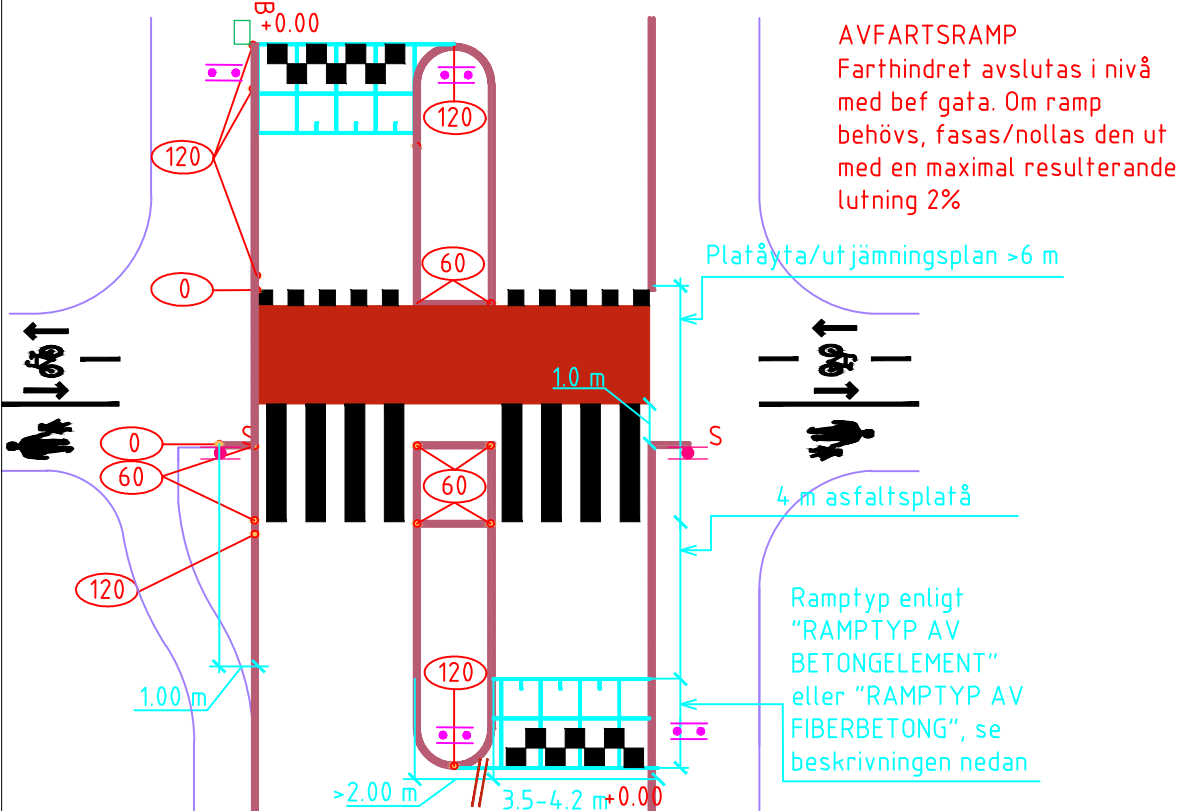 B
+0.00
AVFARTSRAMP
Farthindret avslutas i nivå
med bef gata. Om ramp
behövs, fasas/nollas den ut
med en maximal resulterande
lutning 2%
120
120
60
0
Platåyta/utjämningsplan >6 m
1.0 m
S
S
0
60
60
4 m asfaltsplatå
120
Ramptyp enligt
"RAMPTYP AV
BETONGELEMENT"
eller "RAMPTYP AV
FIBERBETONG", se
beskrivningen nedan
120
1.00 m
>2.00 m
3.5-4.2 m
+0.00